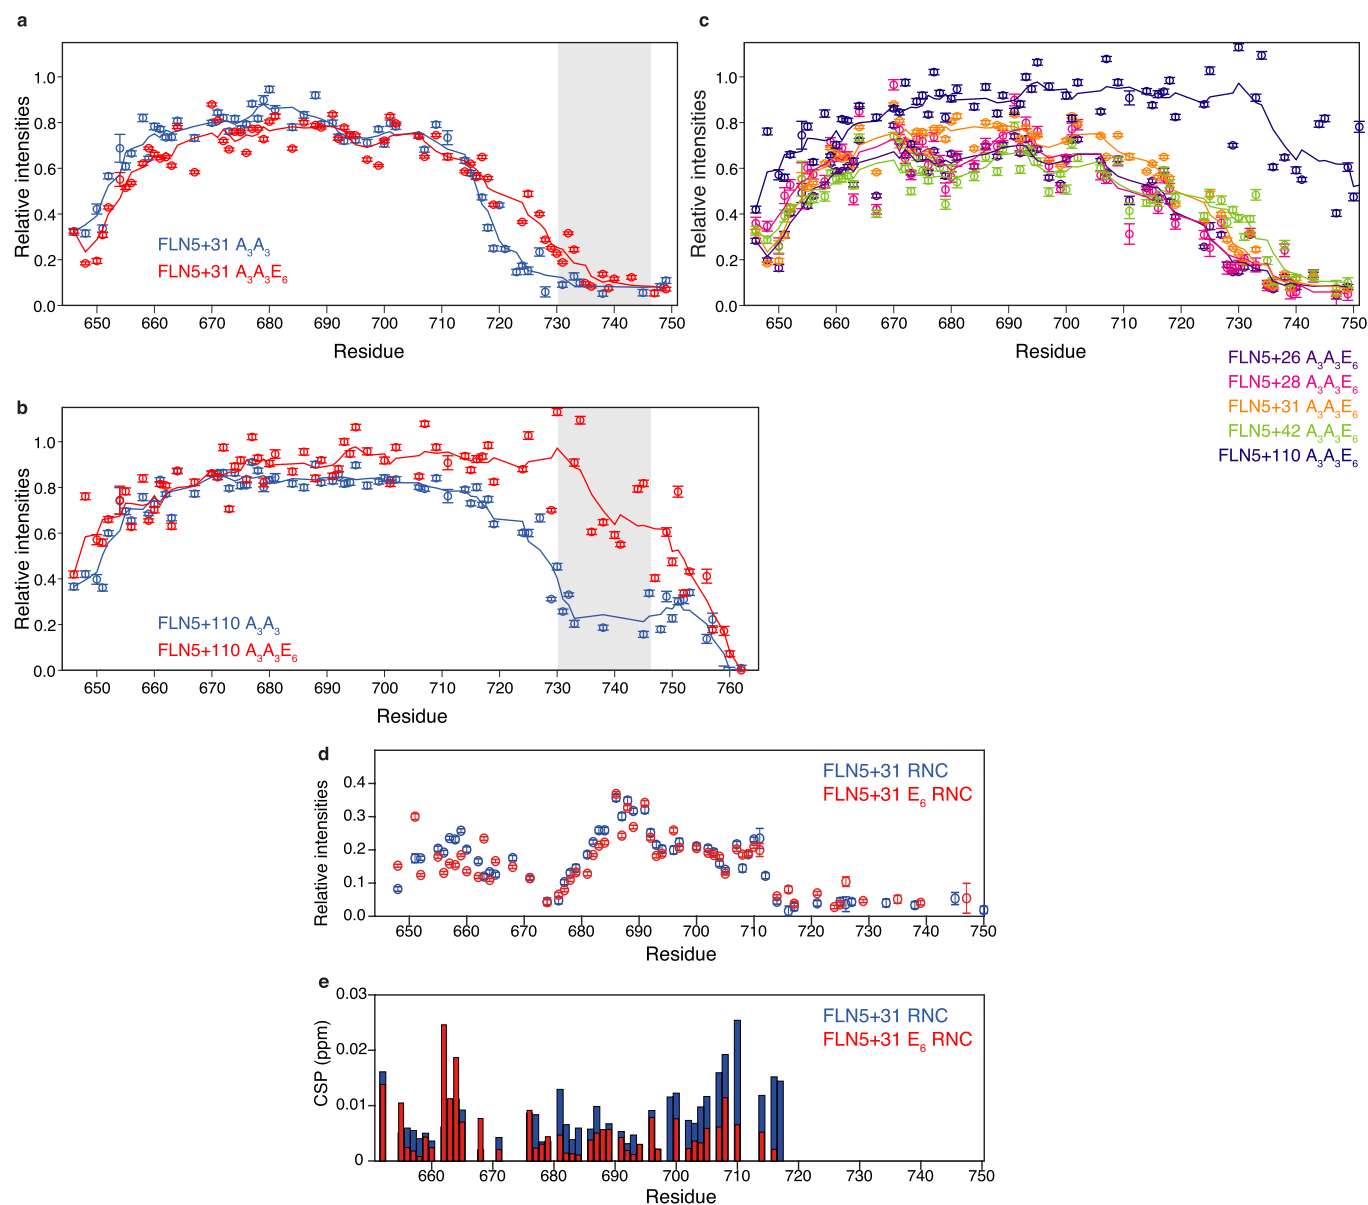 a
Relative intensities
1.0
0.8
0.6
0.4
0.2
0.0
FLN5+31 A3A3
FLN5+31 A3A3E6
650 660 670 680 690 700 710 720 730 740 750
Residue
c
Relative intensities
1.0
0.8
0.6
0.4
0.2
0.0
650 660 670 680 690 700 710 720 730 740 750
Residue
FLN5+26 A3A3E6
FLN5+28 A3A3E6
FLN5+31 A3A3E6
FLN5+42 A3A3E6
FLN5+110 A3A3E6
b
Relative intensities
1.0
0.8
0.6
0.4
0.2
0.0
FLN5+110 A3A3
FLN5+110 A3A3E6
650 660 670 680 690 700 710 720 730 740 750 760
Residue
d
Relative intensities
0.4
0.3
0.2
0.1
0.0
FLN5+31 RNC
FLN5+31 E6 RNC
650 660 670 680 690 700 710 720 730 740 750
Residue
e
CSP (ppm)
0.03
0.02
0.01
0
FLN5+31 RNC
FLN5+31 E6 RNC
660 670 680 690 700 710 720 730 740 750
Residue